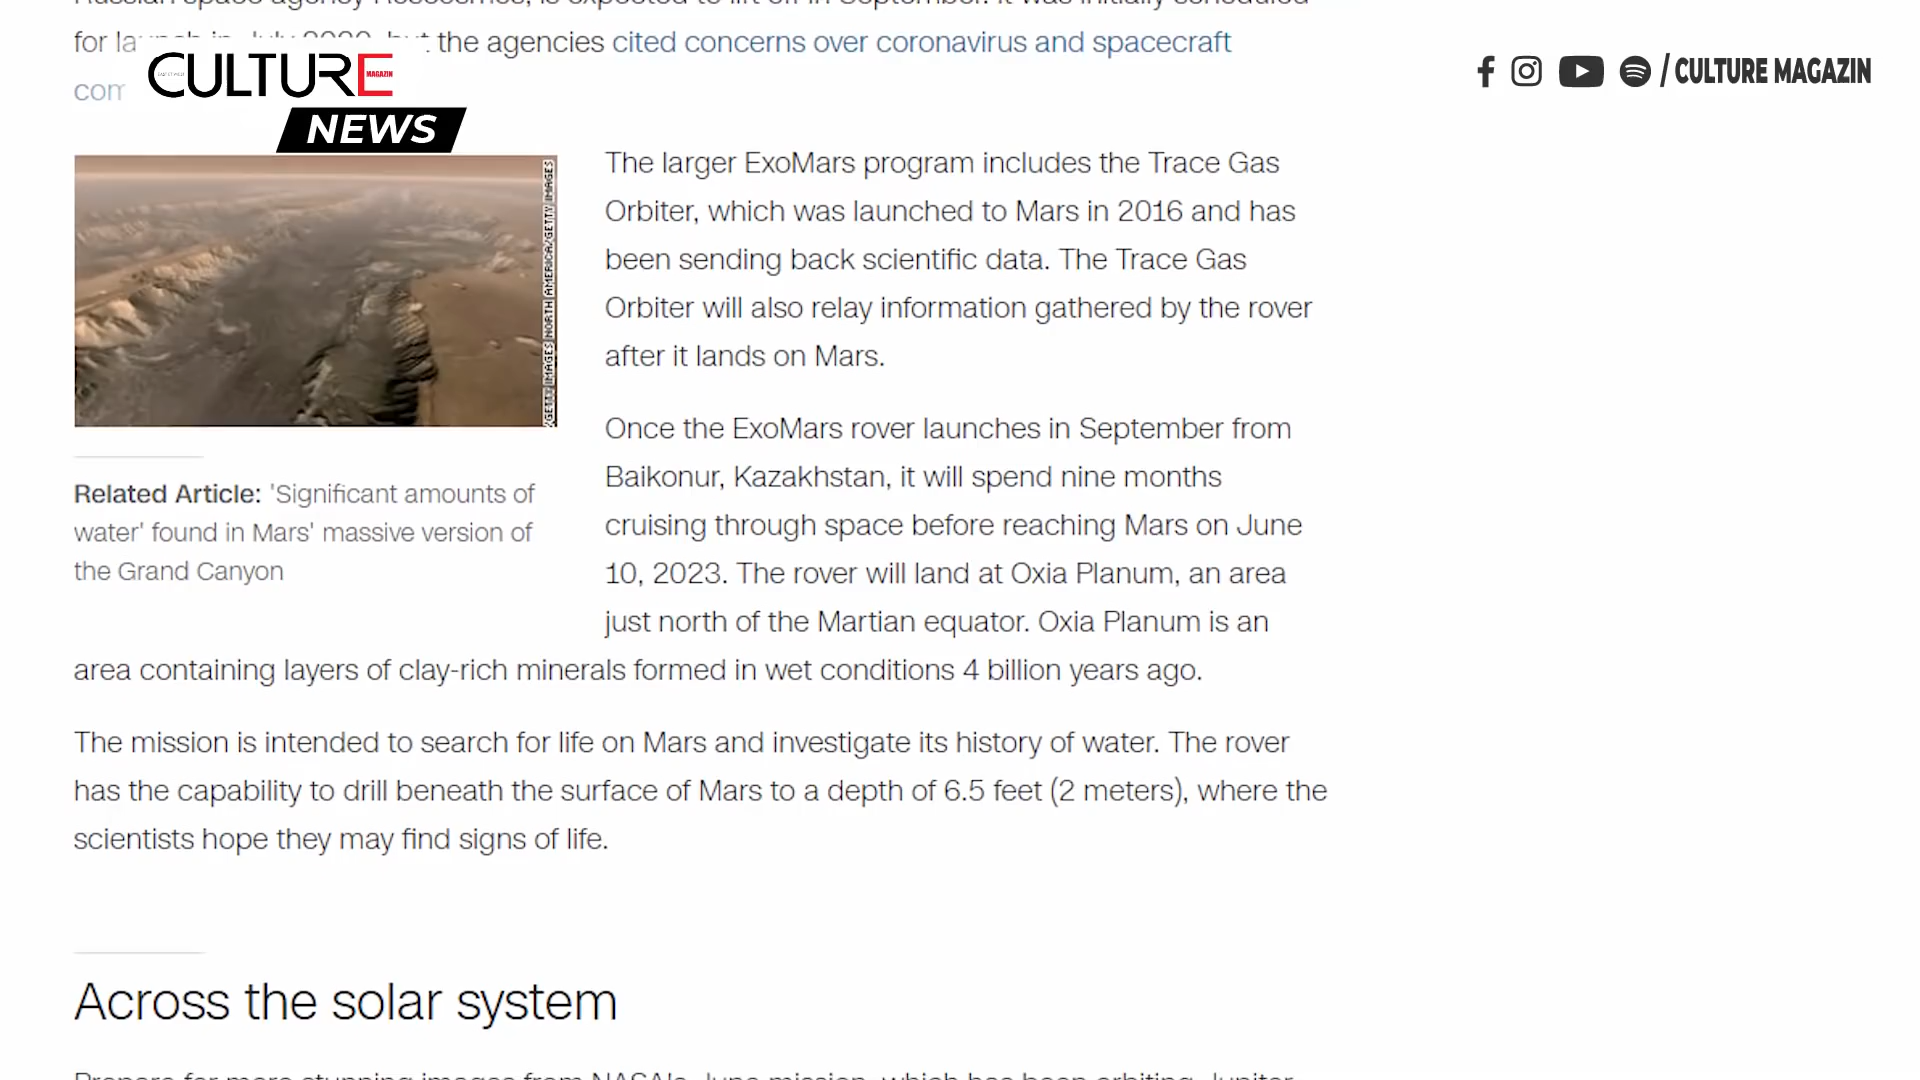 Russian space agency Roscosmos, is expected to lift off in September. It was initially scheduled
for launch in July 2020, but the agencies cited concerns over coronavirus and spacecraft
com
CULTURE
MAGAZIN
NEWS
/ CULTURE MAGAZIN
GETTY IMAGES NORTH AMERICA/GETTY IMAGES
The larger ExoMars program includes the Trace Gas
Orbiter, which was launched to Mars in 2016 and has
been sending back scientific data. The Trace Gas
Orbiter will also relay information gathered by the rover
after it lands on Mars.
Once the ExoMars rover launches in September from
Baikonur, Kazakhstan, it will spend nine months
cruising through space before reaching Mars on June
10, 2023. The rover will land at Oxia Planum, an area
just north of the Martian equator. Oxia Planum is an
area containing layers of clay-rich minerals formed in wet conditions 4 billion years ago.
Related Article: 'Significant amounts of
water' found in Mars' massive version of
the Grand Canyon
The mission is intended to search for life on Mars and investigate its history of water. The rover
has the capability to drill beneath the surface of Mars to a depth of 6.5 feet (2 meters), where the
scientists hope they may find signs of life.
Across the solar system
Prepare for more stunning images from NASA's Juno mission, which has been orbiting Jupiter